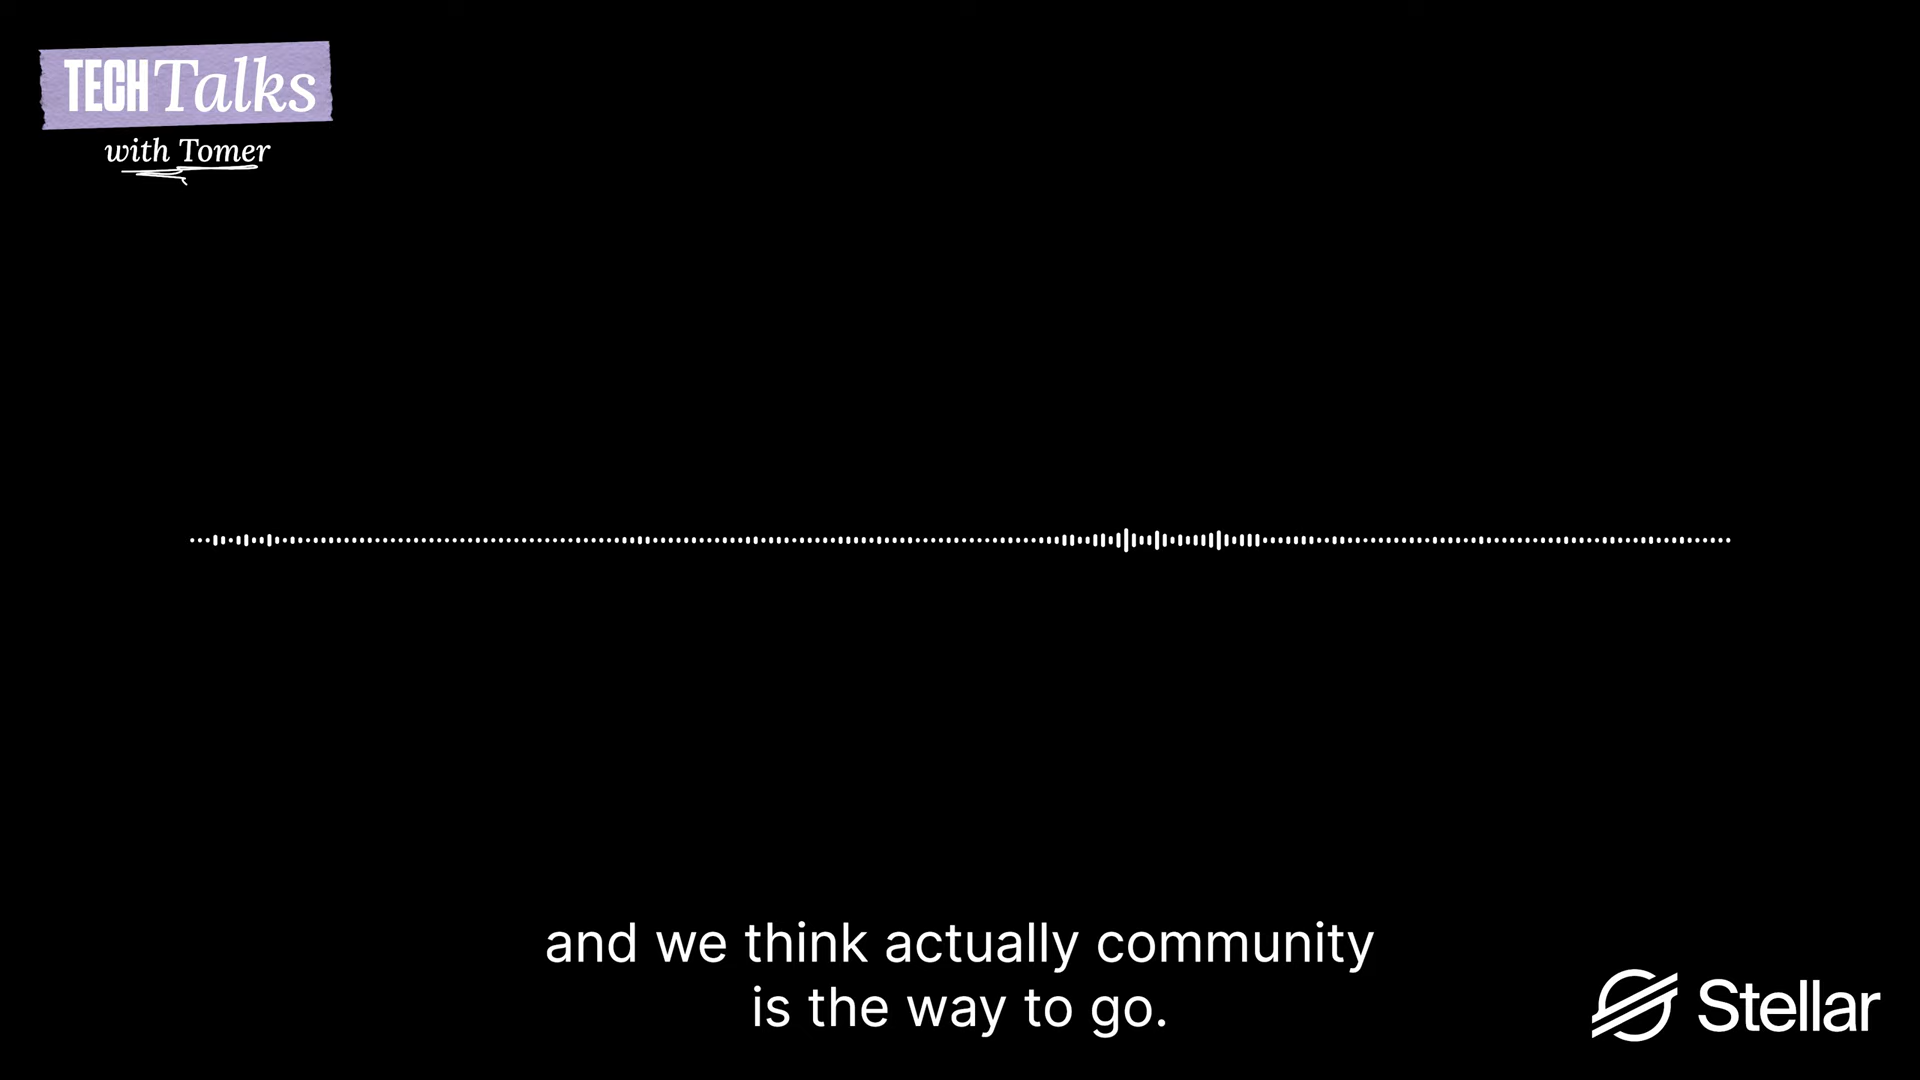 TECH Talks
with Tomer
and we think actually community
is the way to go.
Stellar